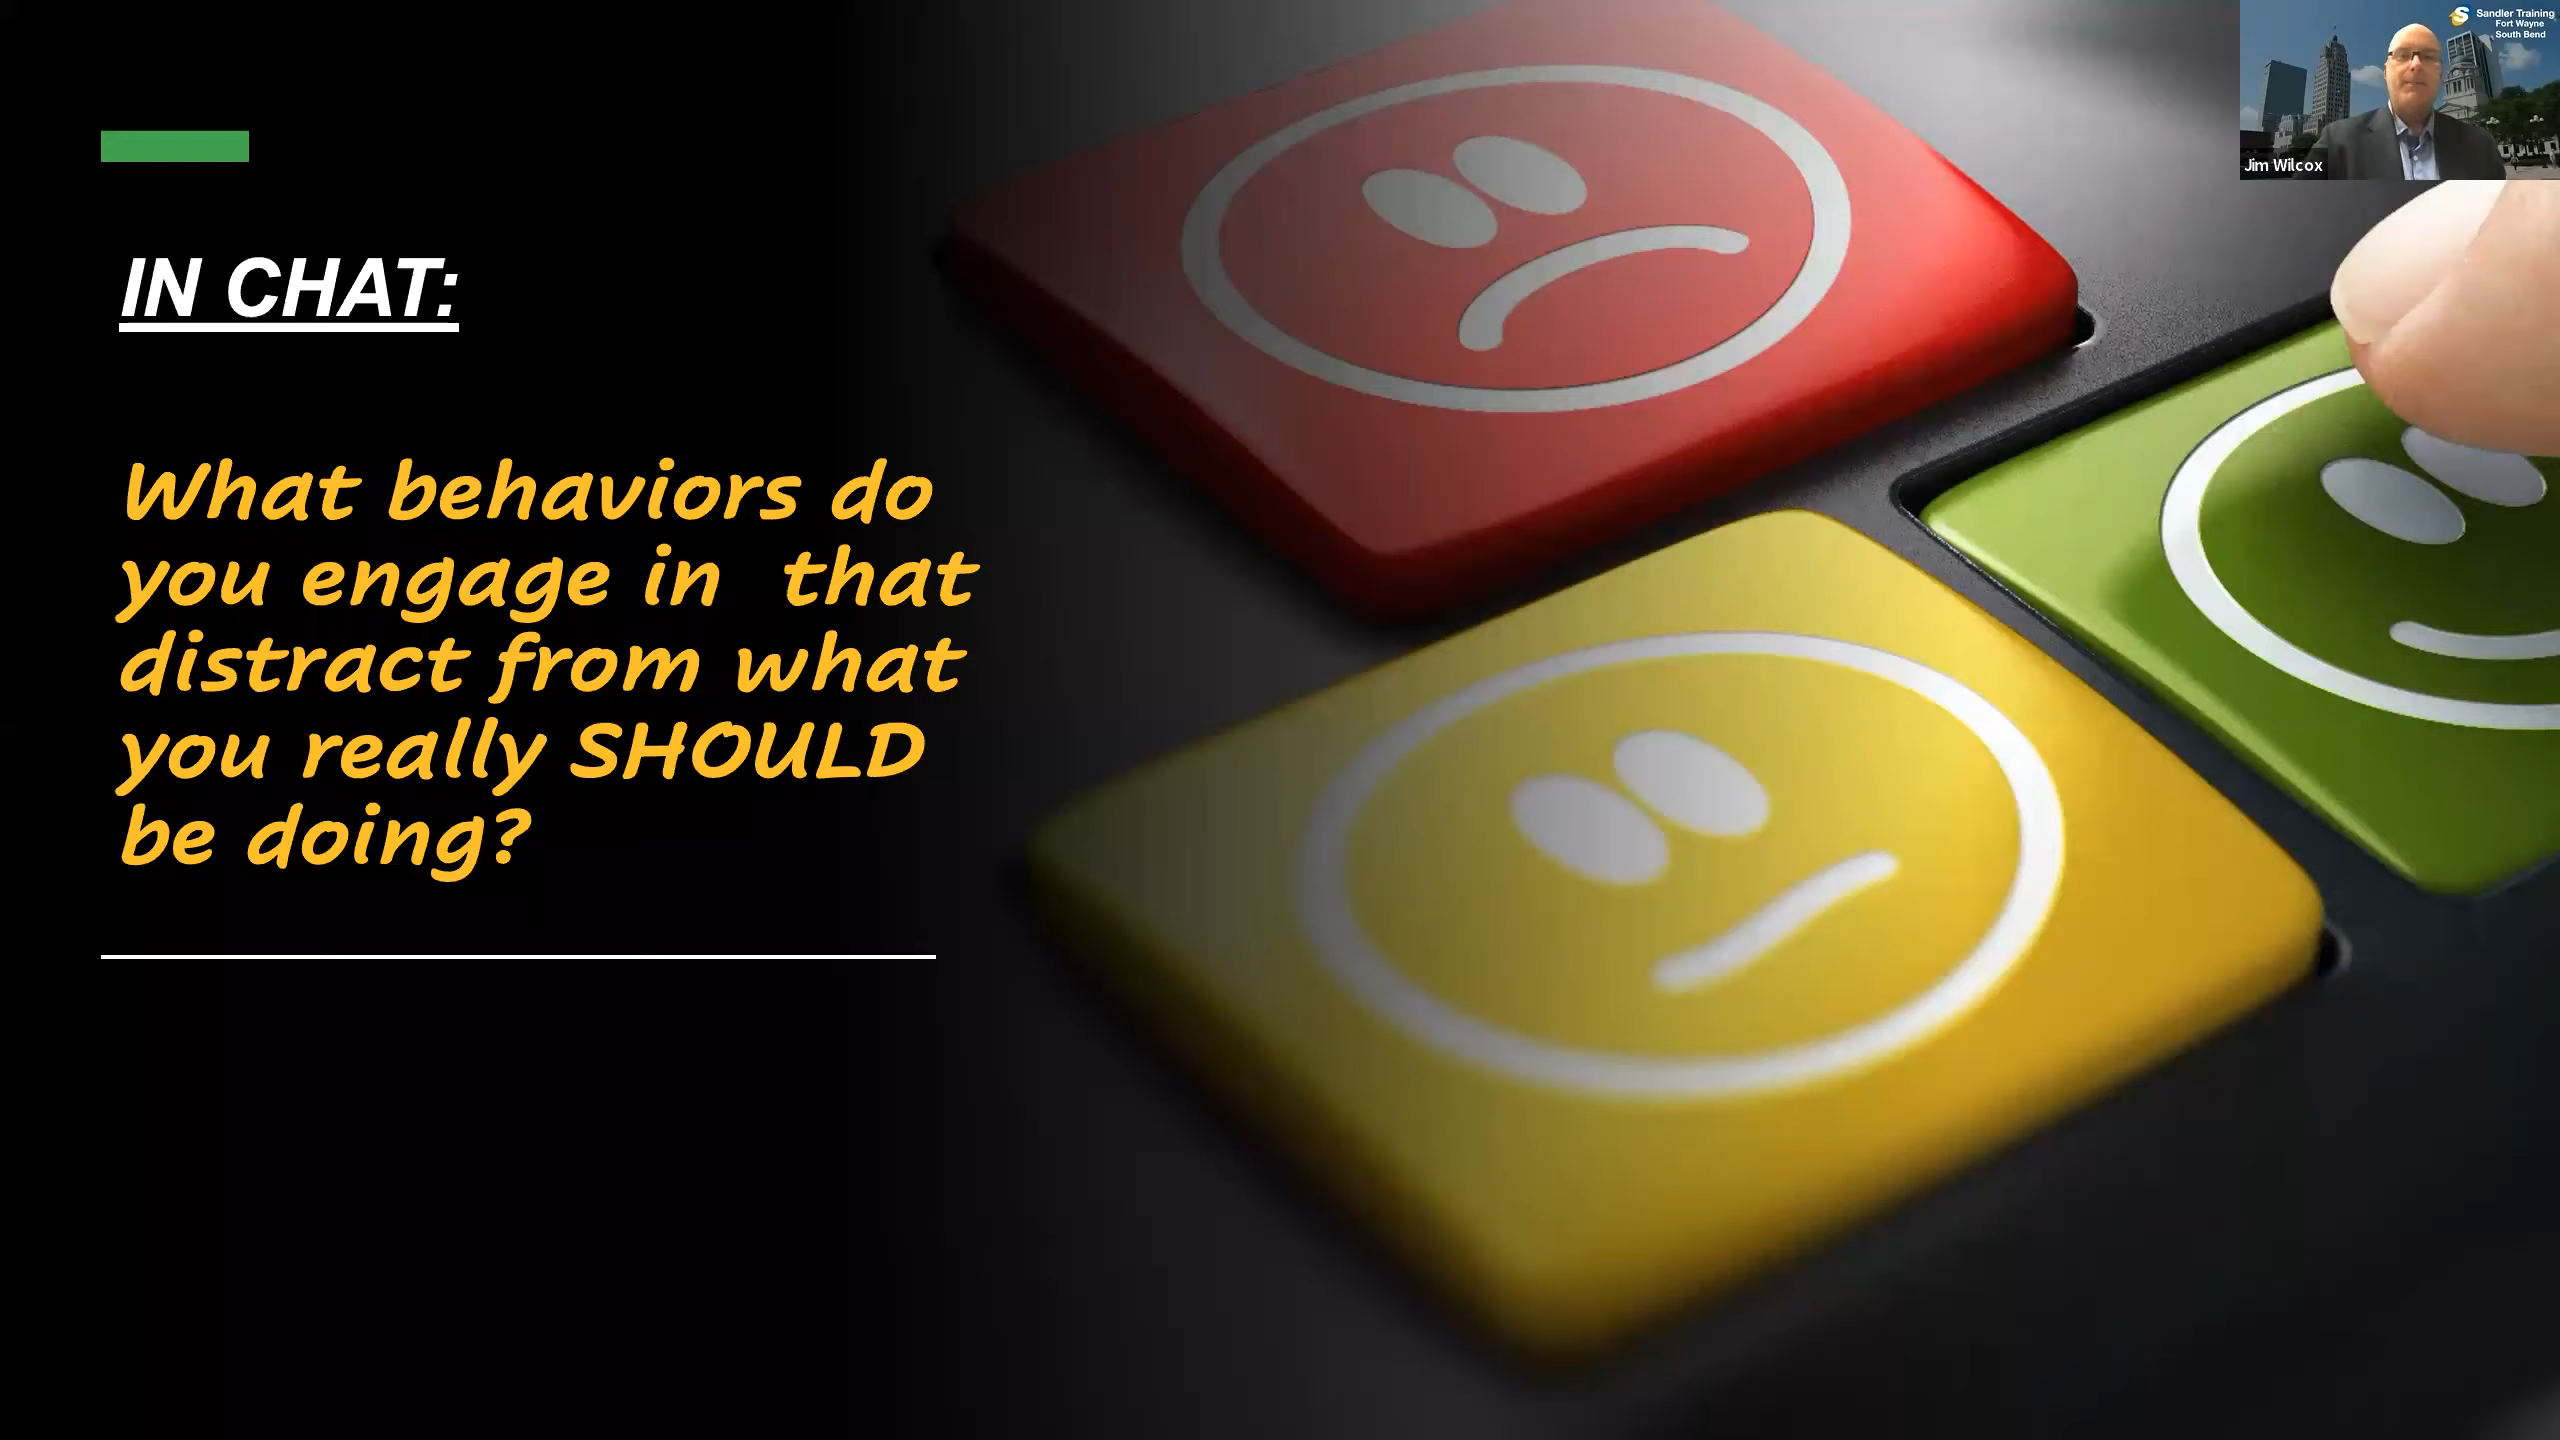 IN CHAT:
What behaviors do
you engage in  that
distract from what
you really SHOULD
be doing?
Sandler Training
Fort Wayne
South Bend
Jim Wilcox